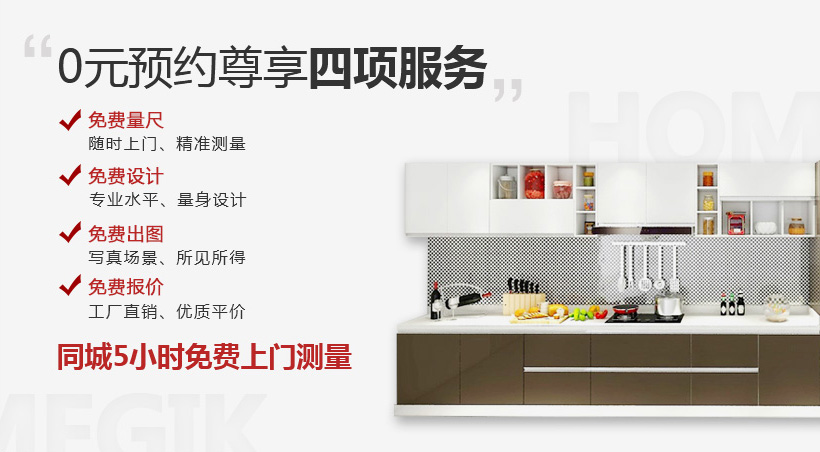 “0元预约尊享四项服务”
免费量尺
随时上门、精准测量
免费设计
专业水平、量身设计
免费出图
写真场景、所见所得
免费报价
工厂直销、优质平价
同城5小时免费上门测量
HOM
MEGIK